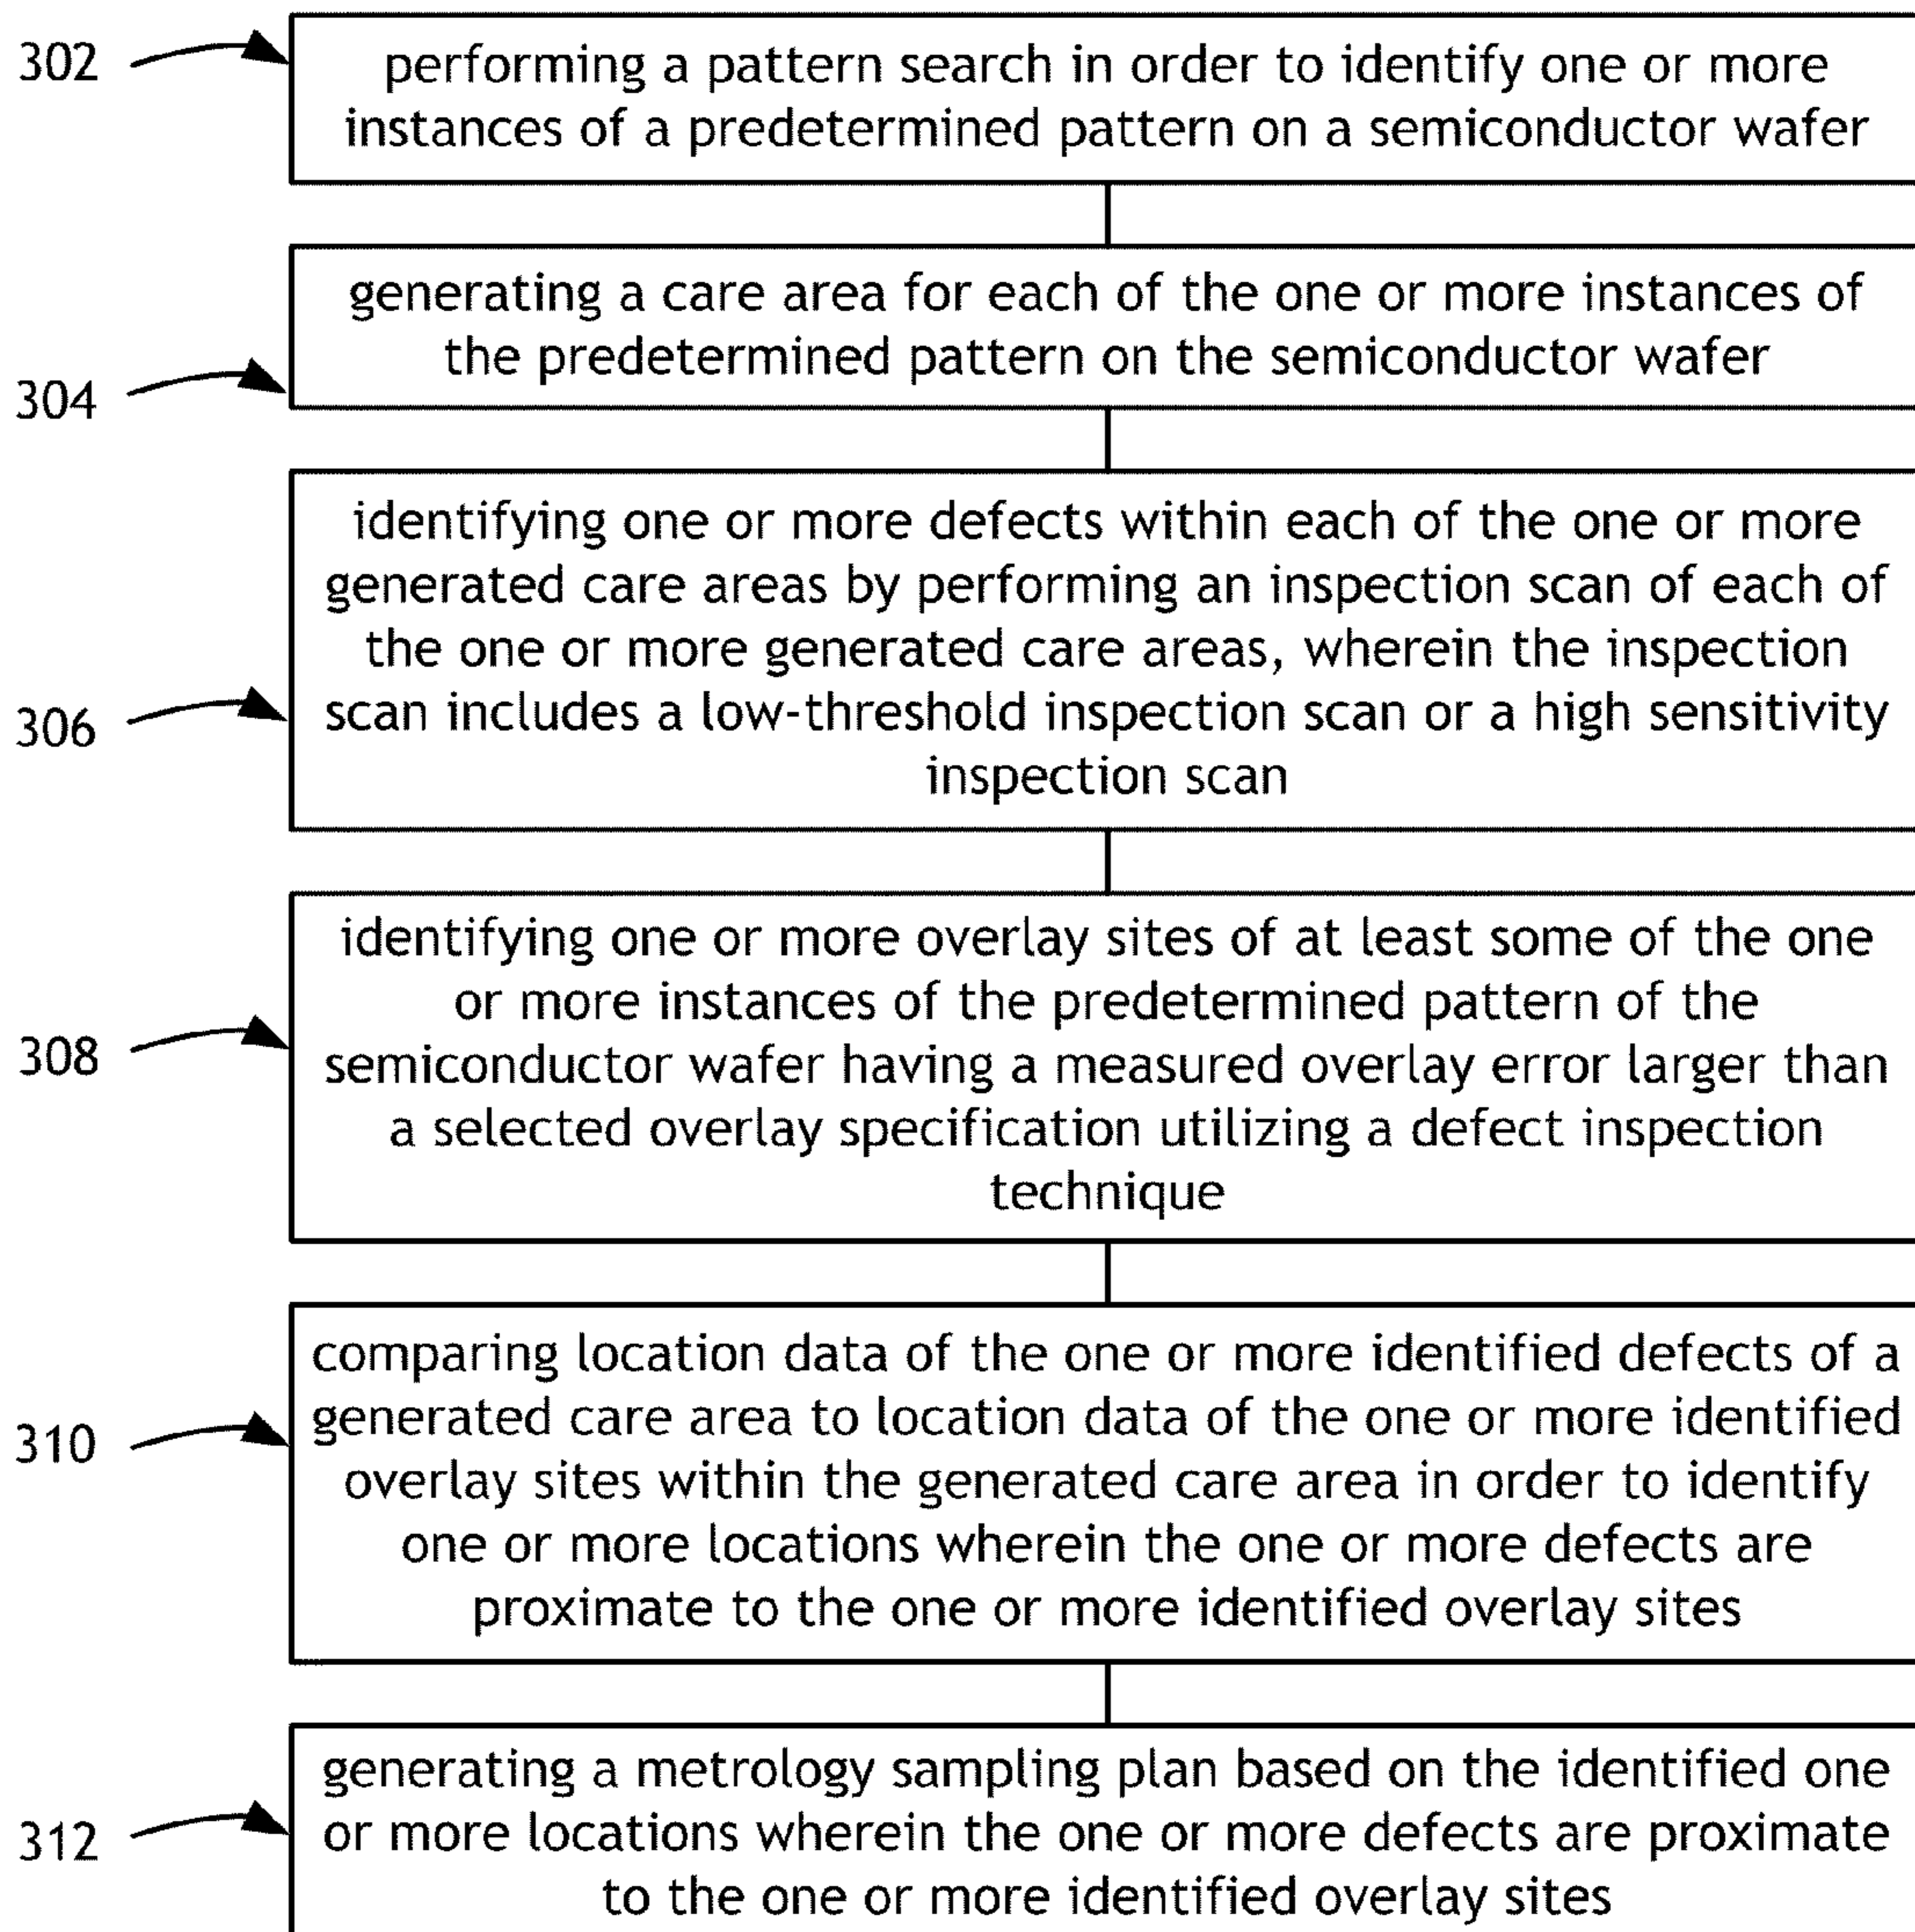 302
performing a pattern search in order to identify one or more
instances of a predetermined pattern on a semiconductor wafer
generating a care area for each of the one or more instances of
the predetermined pattern on the semiconductor wafer
304
identifying one or more defects within each of the one or more
generated care areas by performing an inspection scan of each of
the one or more generated care areas, wherein the inspection
306
scan includes a low-threshold inspection scan or a high sensitivity
inspection scan
identifying one or more overlay sites of at least some of the one
or more instances of the predetermined pattern of the
308
semiconductor wafer having a measured overlay error larger than
a selected overlay specification utilizing a defect inspection
technique
comparing location data of the one or more identified defects of a
generated care area to location data of the one or more identified
310
overlay sites within the generated care area in order to identify
one or more locations wherein the one or more defects are
proximate to the one or more identified overlay sites
generating a metrology sampling plan based on the identified one
312
or more locations wherein the one or more defects are proximate
to the one or more identified overlay sites